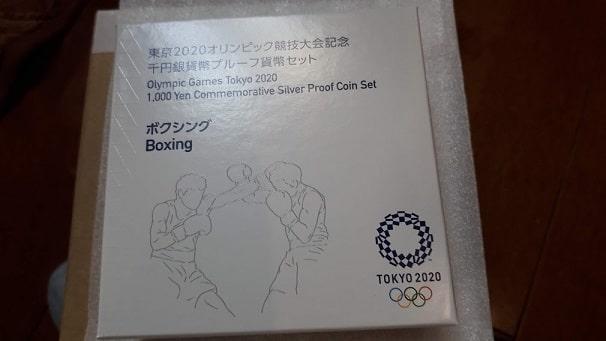 東京2020オリンピック競技大会記念
千円銀貨幣プルーフ貨幣セット
Olympic Games Tokyo 2020
1,000 Yen Commemorative Silver Proof Coin Set
ボクシング
Boxing
TOKYO 2020